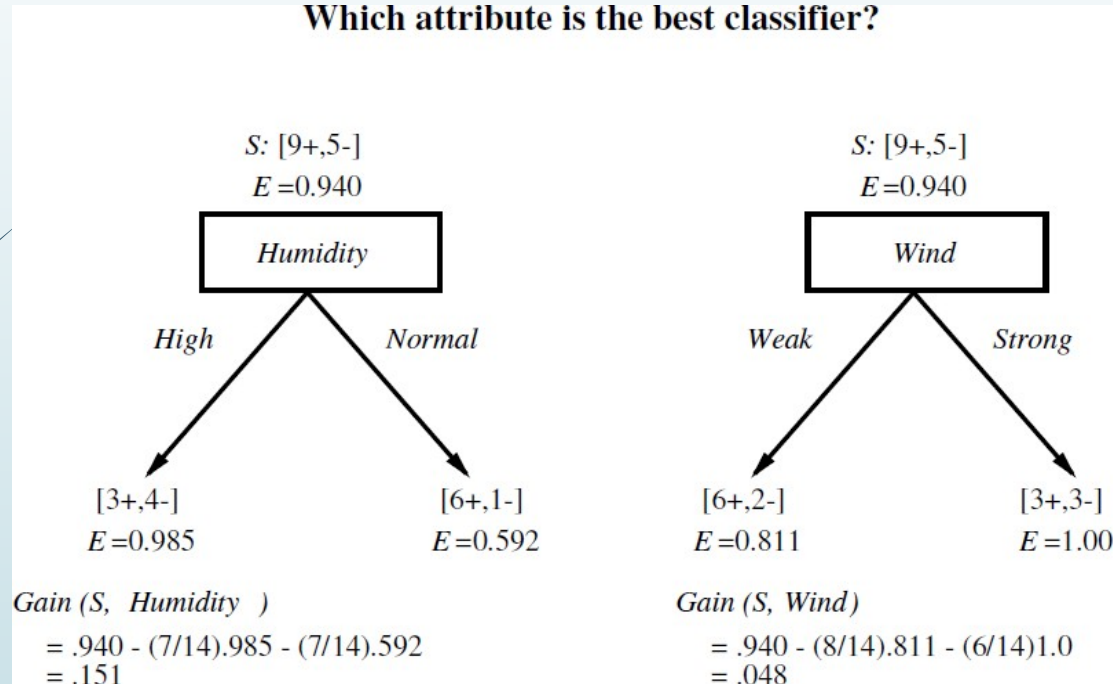 Which attribute is the best classifier?
S: [9+,5-]
E =0.940
Humidity
High
Normal
[3+,4-]
E =0.985
[6+,1-]
E =0.592
Gain (S, Humidity )
= .940 - (7/14).985 - (7/14).592
= .151
S: [9+,5-]
E =0.940
Wind
Weak
Strong
[6+,2-]
E =0.811
[3+,3-]
E =1.00
Gain (S, Wind)
= .940 - (8/14).811 - (6/14)1.0
= .048